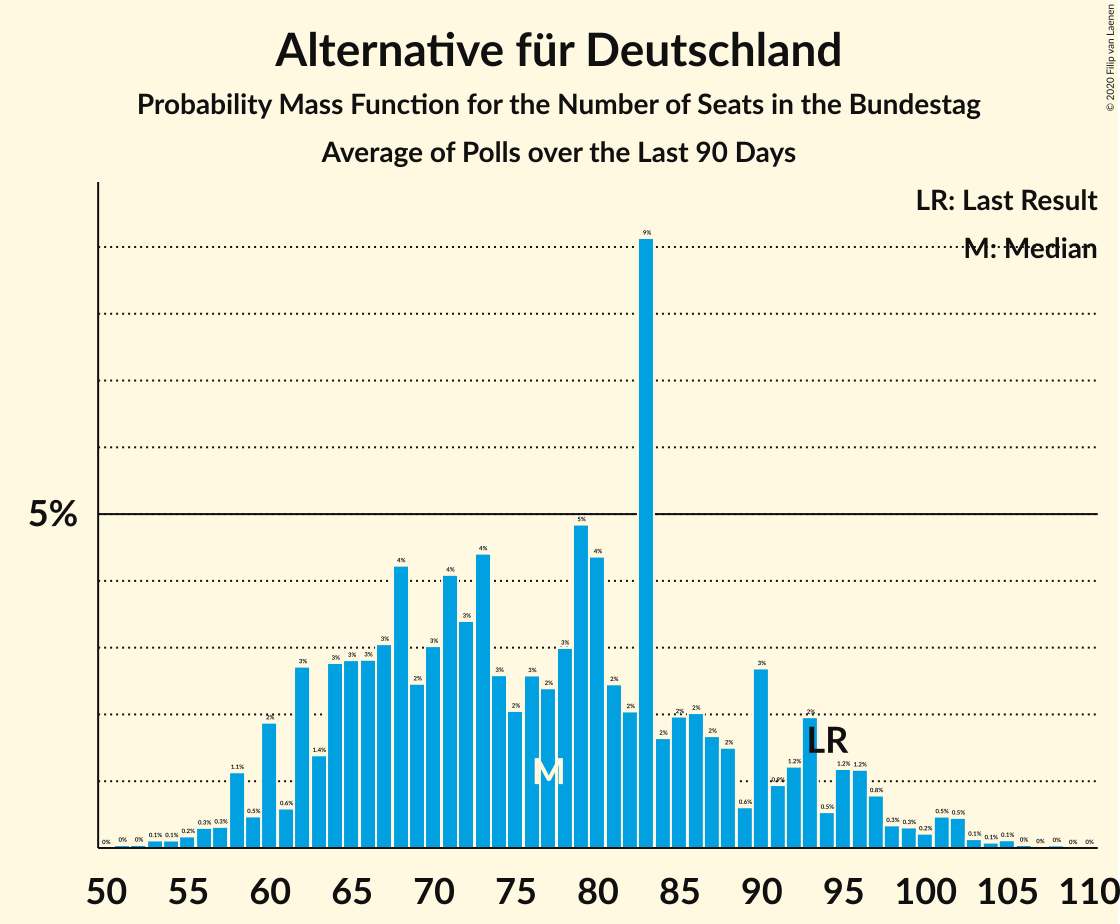 © 2020 Filip van Laenen
Alternative für Deutschland
Probability Mass Function for the Number of Seats in the Bundestag
Average of Polls over the Last 90 Days
LR: Last Result
M: Median
5%
0% 0% 0% 0.1% 0.1% 0.2% 0.3% 0.3% 1.1% 0.5% 2% 0.6% 3% 1.4% 3% 3% 3% 3% 4% 2% 3% 4% 3% 4% 3% 2% 3% 2% 3% 5% 4% 2% 2% 9% 2% 2% 2% 2% 2% 0.6% 3% 0.9% 1.2% 2% 0.5% 1.2% 1.2% 0.8% 0.3% 0.3% 0.2% 0.5% 0.5% 0.1% 0.1% 0.1% 0% 0% 0% 0% 0%
LR
M
50 55 60 65 70 75 80 85 90 95 100 105 110